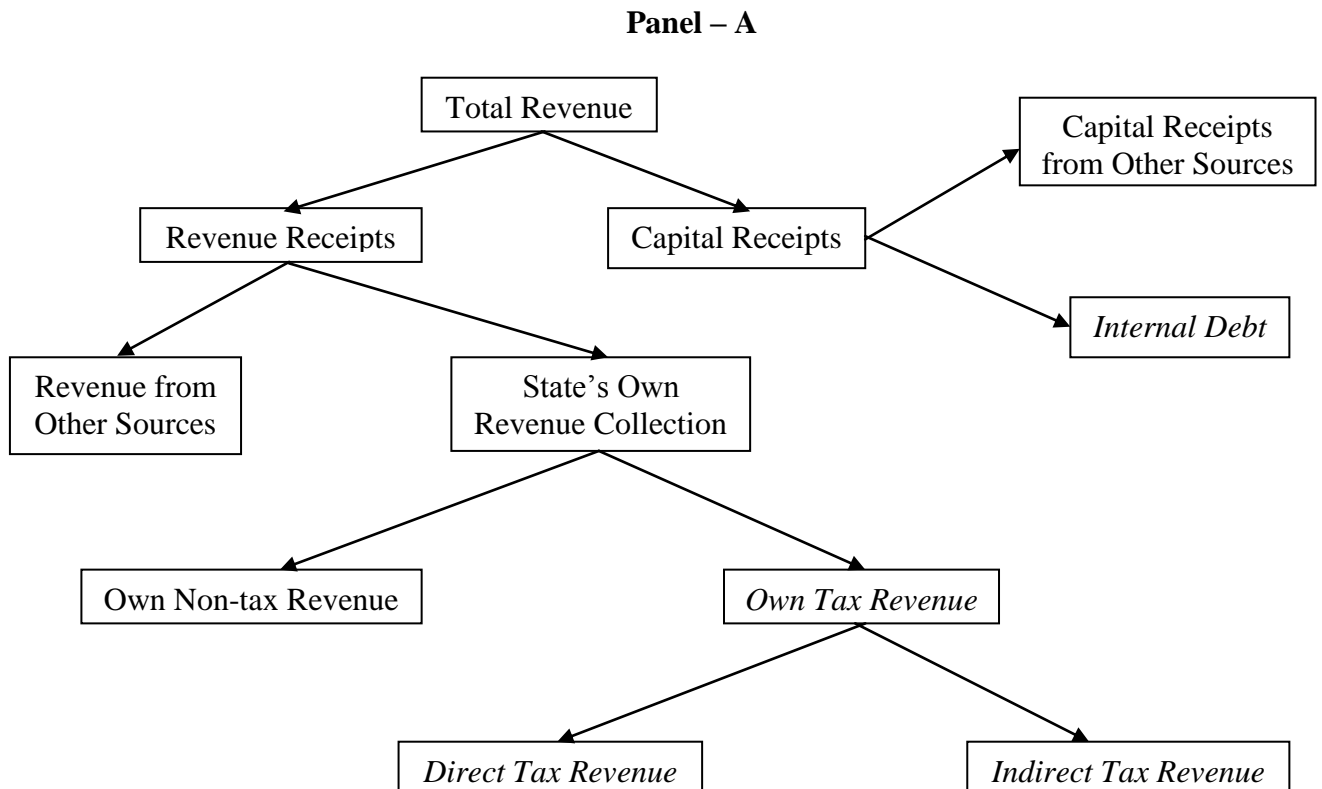 Panel – A
Total Revenue
Capital Receipts
from Other Sources
Revenue Receipts
Capital Receipts
Internal Debt
Revenue from
Other Sources
State’s Own
Revenue Collection
Own Non-tax Revenue
Own Tax Revenue
Direct Tax Revenue
Indirect Tax Revenue